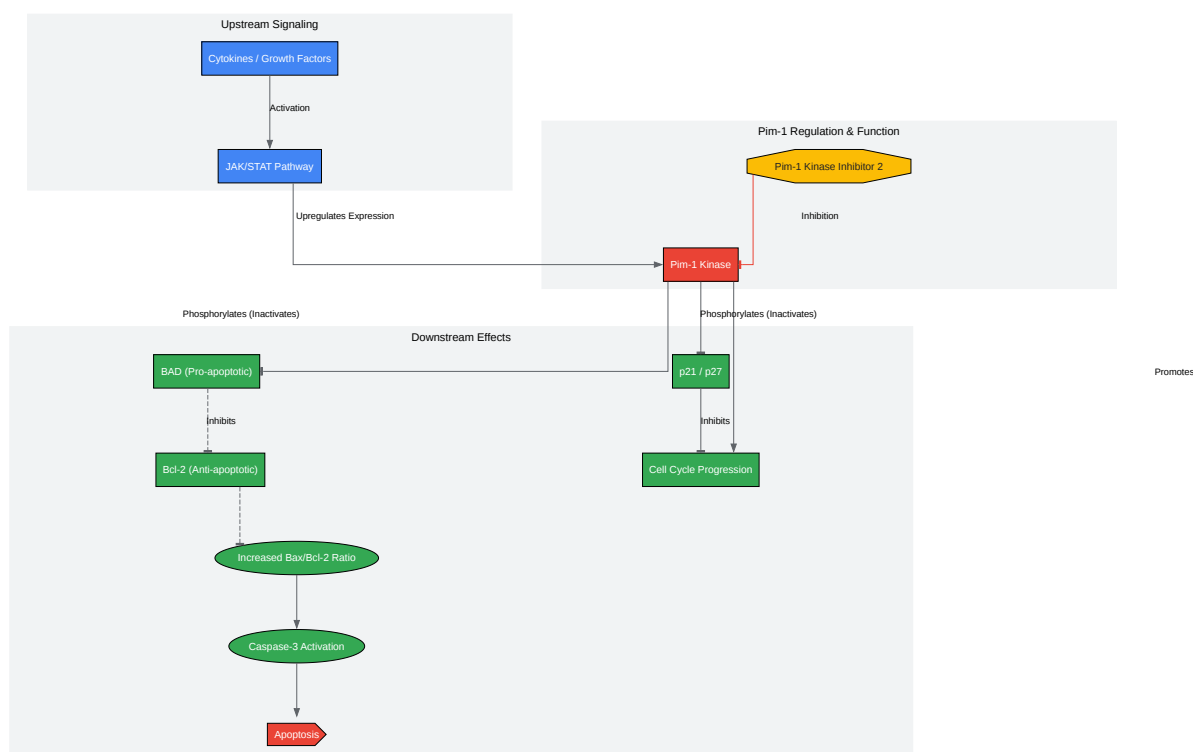 Upstream Signaling
Cytokines / Growth Factors
Activation
JAK/STAT Pathway
Upregulates Expression
Pim-1 Regulation & Function
Pim-1 Kinase Inhibitor 2
Inhibition
Pim-1 Kinase
Phosphorylates (Inactivates)
Phosphorylates (Inactivates)
Downstream Effects
BAD (Pro-apoptotic)
p21 / p27
Promotes
Inhibits
Inhibits
Bcl-2 (Anti-apoptotic)
Cell Cycle Progression
Increased Bax/Bcl-2 Ratio
Caspase-3 Activation
Apoptosis